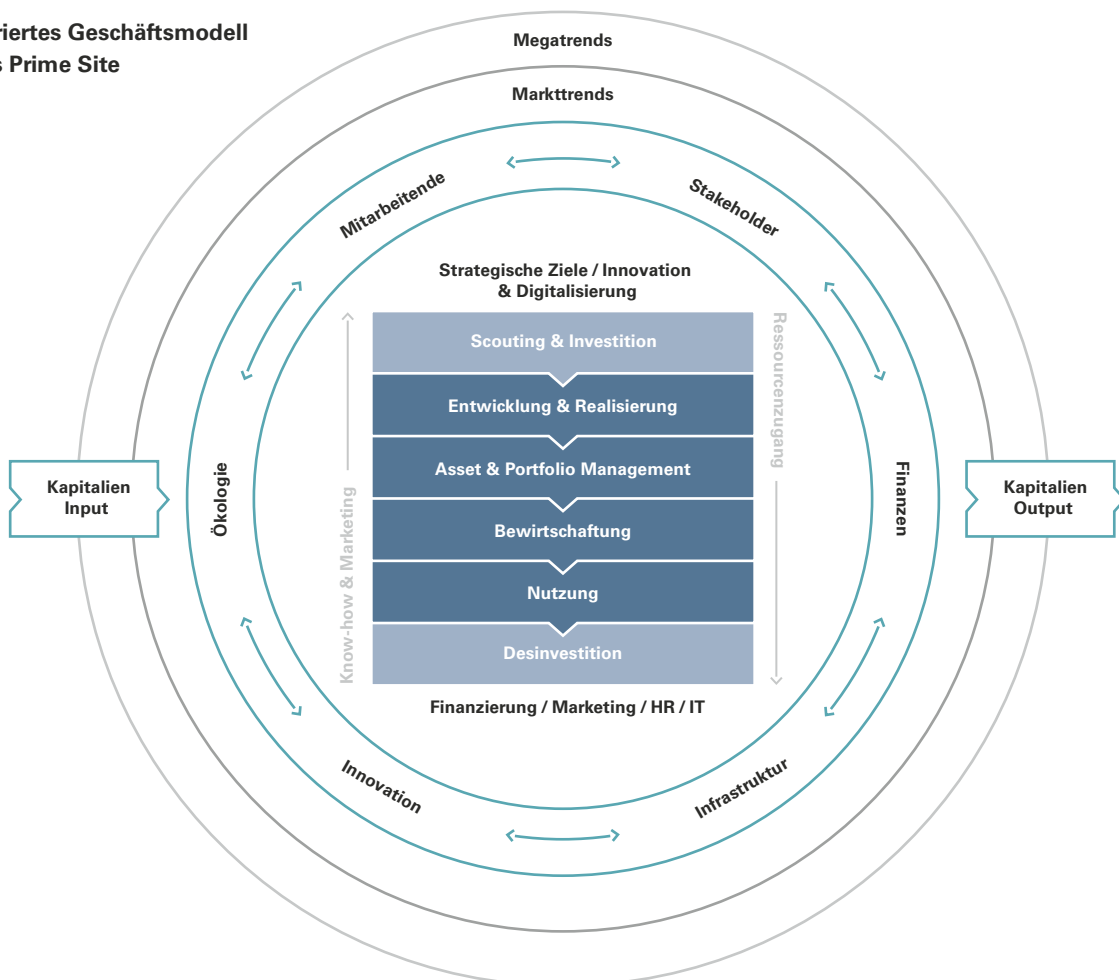 riertes Geschäftsmodell
s Prime Site
Megatrends
Markttrends
Mitarbeitende
Stakeholder
Strategische Ziele / Innovation
& Digitalisierung
Scouting & Investition
Entwicklung & Realisierung
Asset & Portfolio Management
Bewirtschaftung
Nutzung
Desinvestition
Know-how & Marketing
Ressourcenzugang
Finanzierung / Marketing / HR / IT
Ökologie
Finanzen
Kapitalien
Input
Kapitalien
Output
Innovation
Infrastruktur